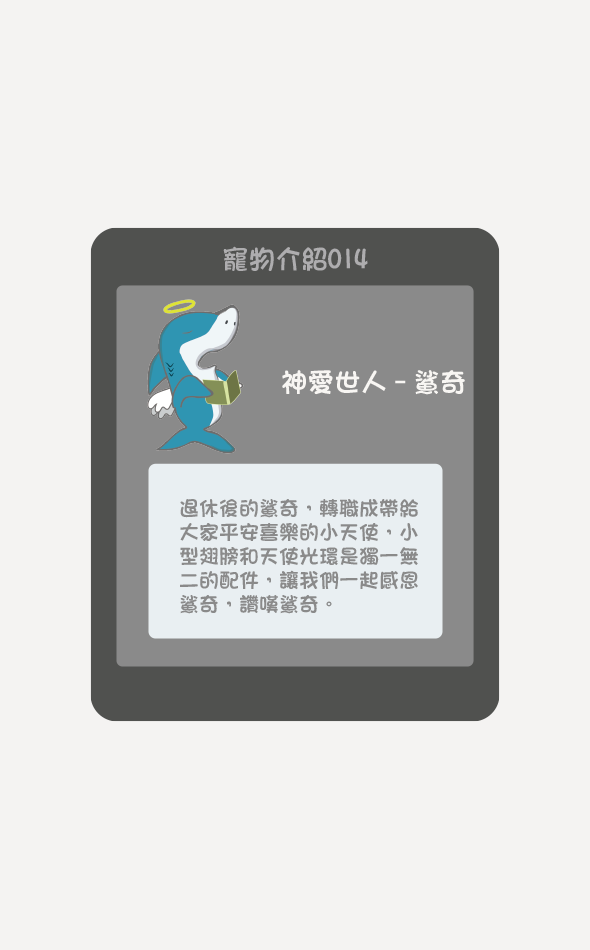 寵物介紹014
神愛世人－鯊奇
退休後的鯊奇，轉職成帶給
大家平安喜樂的小天使，小
型翅膀和天使光環是獨一無
二的配件，讓我們一起感恩
鯊奇，讚嘆鯊奇。